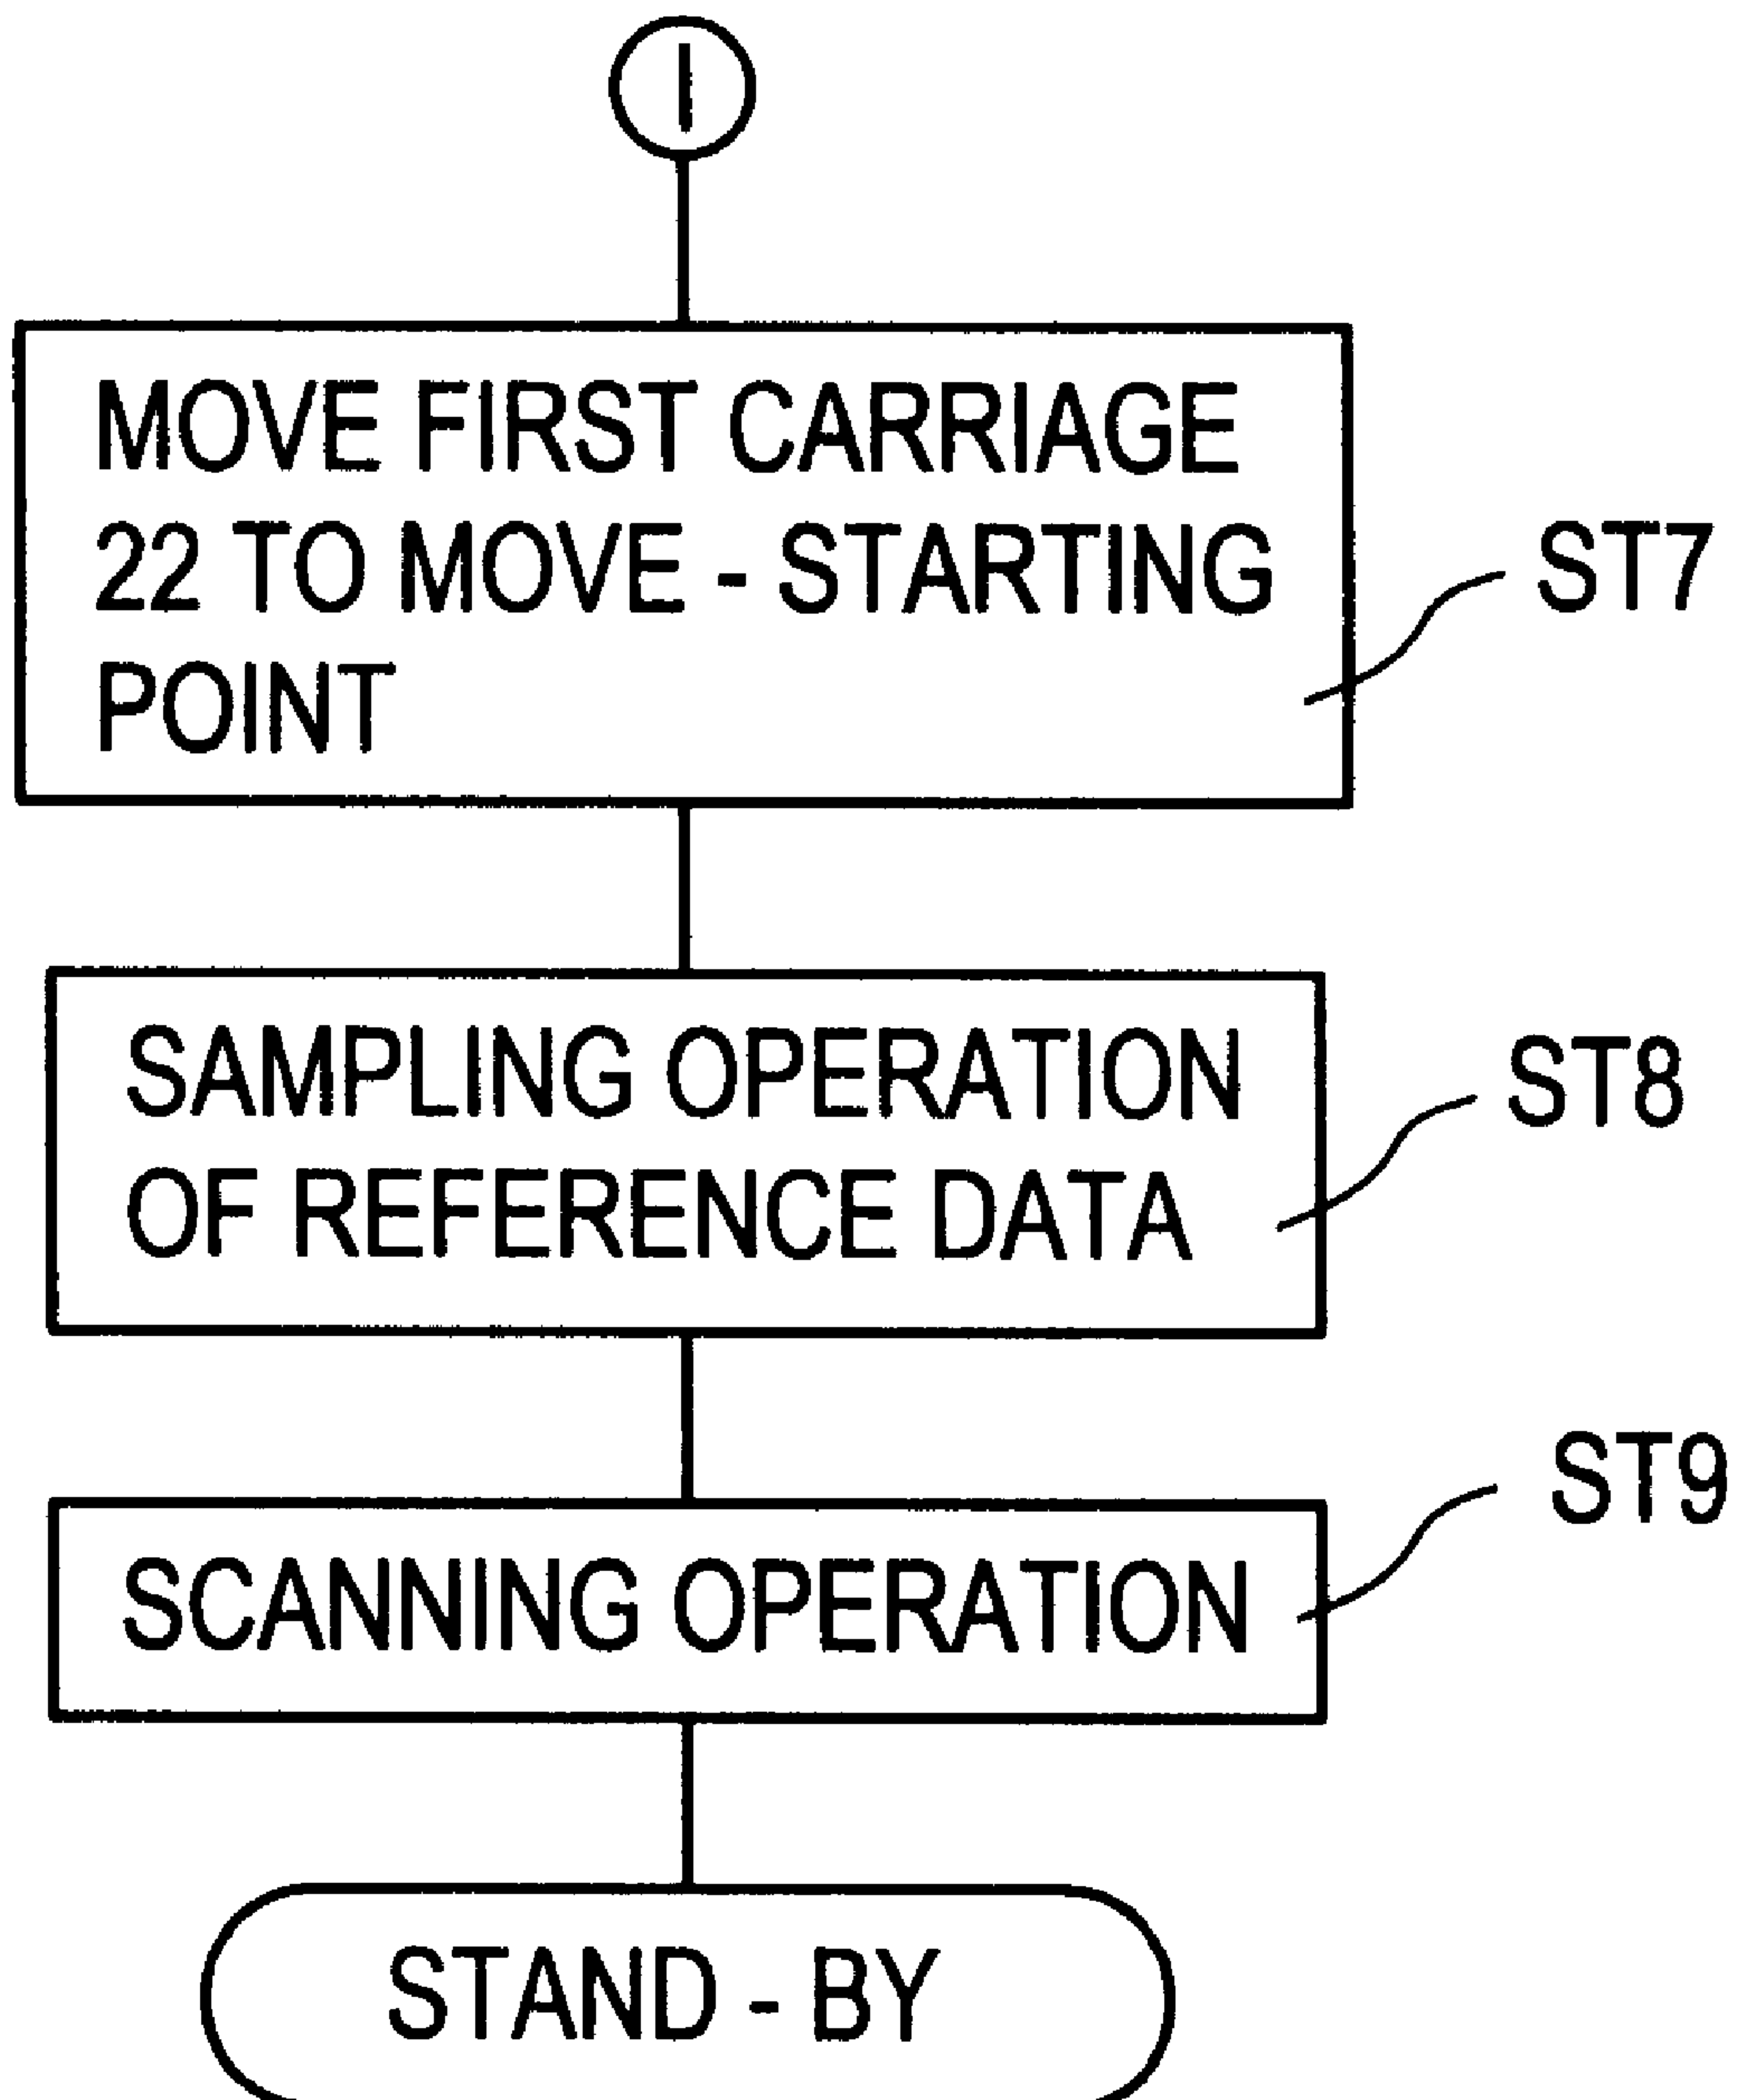 1
MOVE FIRST CARRIAGE
22 TO MOVE - STARTING
POINT
ST7
SAMPLING OPERATION
OF REFERENCE DATA
ST8
ST9
SCANNING OPERATION
STAND - BY